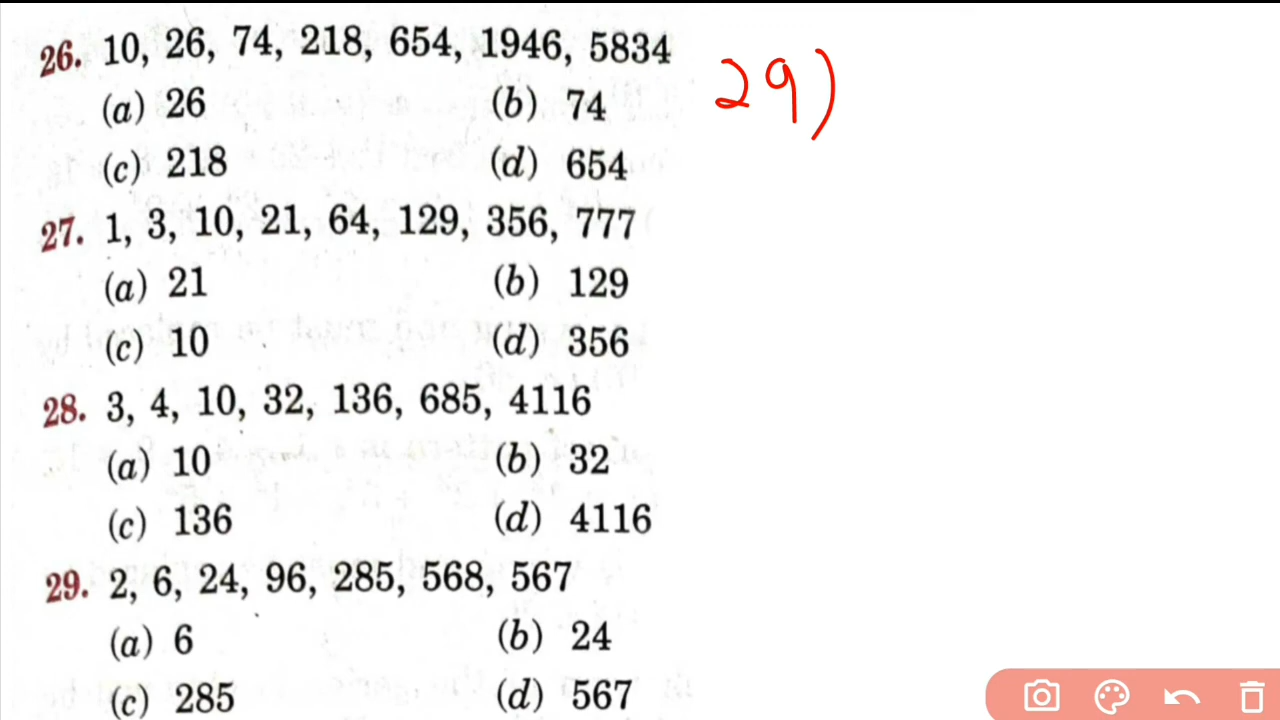 26. 10, 26, 74, 218, 654, 1946, 5834
(a) 26 (b) 74
(c) 218 (d) 654
27. 1, 3, 10, 21, 64, 129, 356, 777
(a) 21 (b) 129
(c) 10 (d) 356
28. 3, 4, 10, 32, 136, 685, 4116
(a) 10 (b) 32
(c) 136 (d) 4116
29. 2, 6, 24, 96, 285, 568, 567
(a) 6 (b) 24
(c) 285 (d) 567
29)